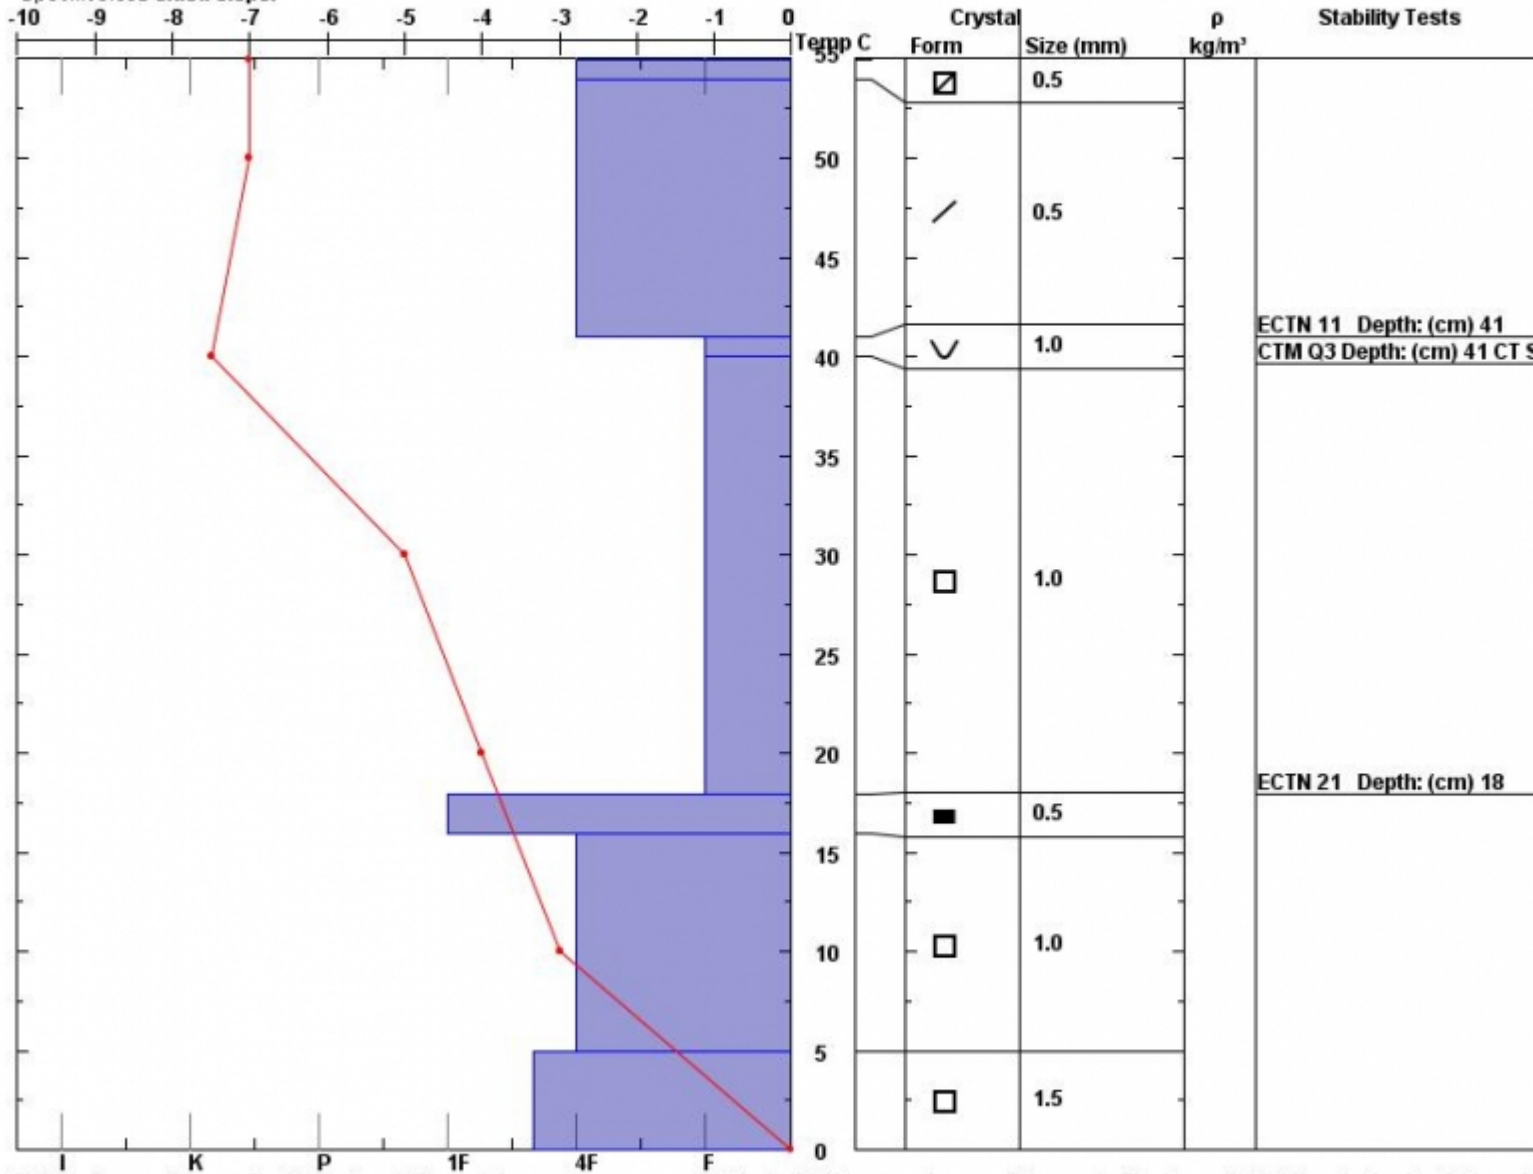 -10 -9 -8 -7 -6 -5 -4 -3 -2 -1 0 Crystal ρ Stability Tests
Temp C Form Size (mm) kg/m³
55
0.5
50
0.5
45
ECTN 11 Depth: (cm) 41
1.0
40 CTM Q3 Depth: (cm) 41 CT S
35
30
1.0
25
20
ECTN 21 Depth: (cm) 18
0.5
15
10 1.0
5
1.5
0
I K P 1F 4F F